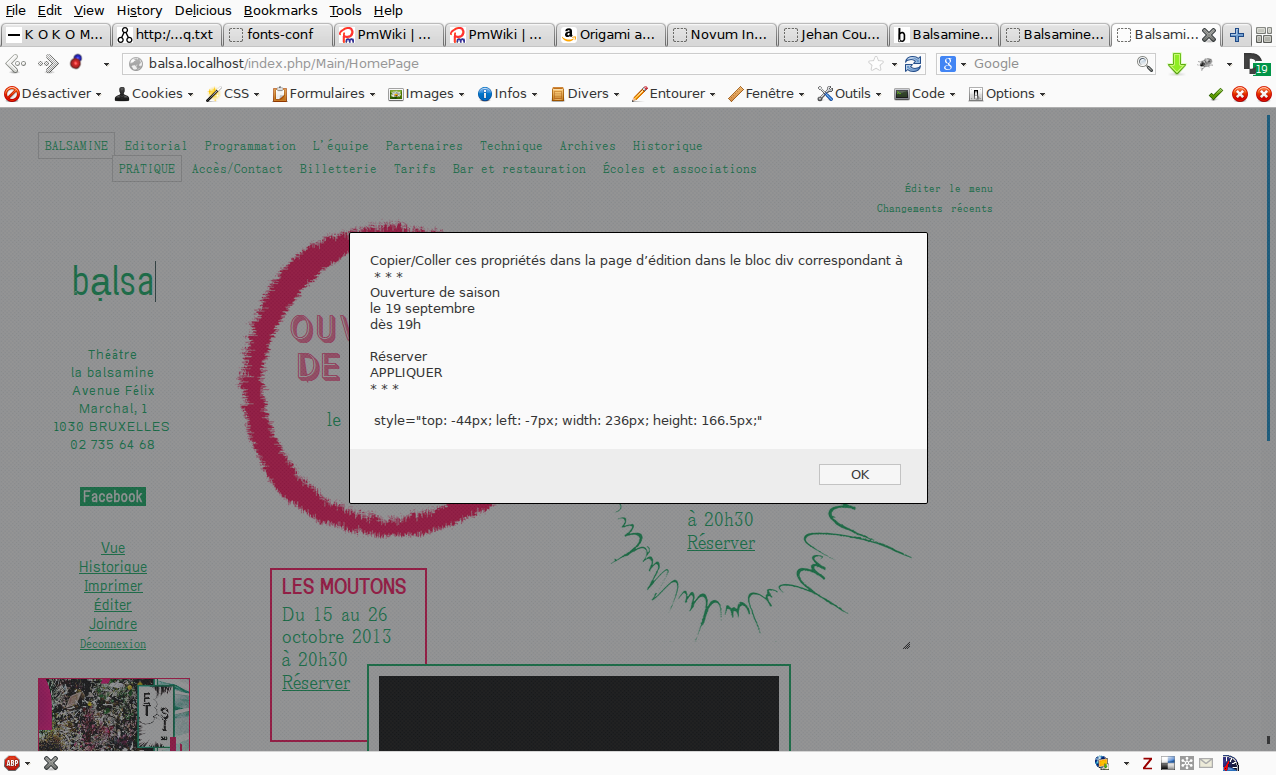 File Edit View History Delicious Bookmarks Tools Help
K O K O M... http:/...q.txt fonts-conf PmWiki | ... PmWiki | ... Origami a... Novum In... Jehan Cou... Balsamine... Balsamine... Balsami...
balsa.localhost/index.php/Main/HomePage Google 19
Désactiver Cookies CSS Formulaires Images Infos Divers Entourer Fenêtre Outils Code Options
BALSAMINE Editorial Programmation L'équipe Partenaires Technique Archives Historique
PRATIQUE Accès/Contact Billetterie Tarifs Bar et restauration Écoles et associations
Éditer le menu
Changements récents
balsa
Théâtre
la balsamine
Avenue Félix
Marchal, 1
1030 BRUXELLES
02 735 64 68
Facebook
Vue
Historique
Imprimer
Éditer
Joindre
Déconnexion
OUV
DE
le
Copier/Coller ces propriétés dans la page d’édition dans le bloc div correspondant à
* * *
Ouverture de saison
le 19 septembre
dès 19h
Réserver
APPLIQUER
* * *
style="top: -44px; left: -7px; width: 236px; height: 166.5px;"
OK
à 20h30
Réserver
LES MOUTONS
Du 15 au 26
octobre 2013
à 20h30
Réserver
ABP